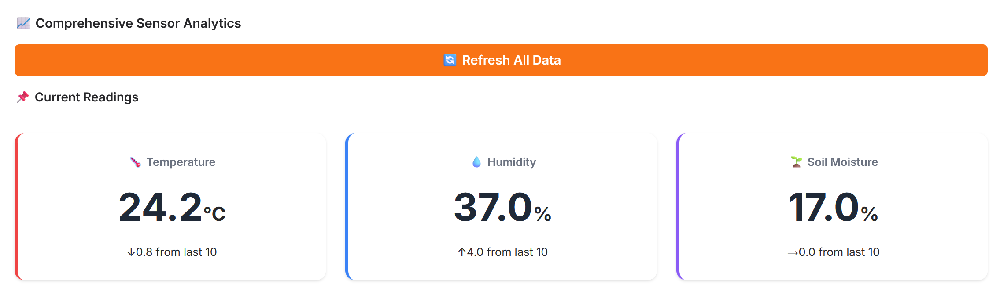 Comprehensive Sensor Analytics
Refresh All Data
Current Readings
Temperature
24.2°C
↓0.8 from last 10
Humidity
37.0%
↑4.0 from last 10
Soil Moisture
17.0%
→0.0 from last 10